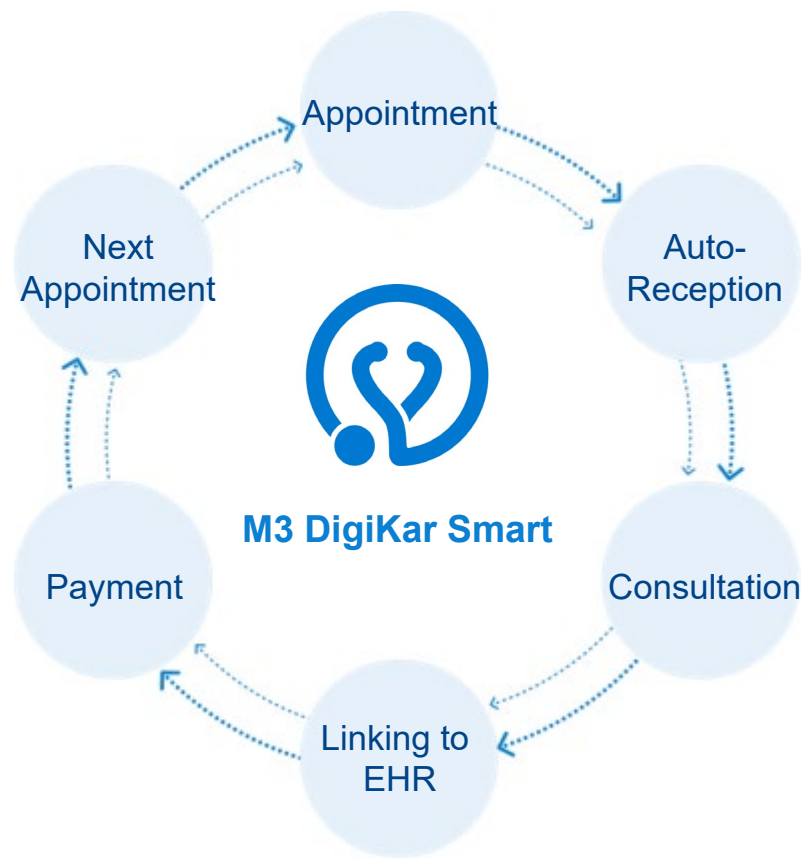 Appointment
Auto-
Reception
Consultation
Linking to
EHR
Payment
Next
Appointment
M3 DigiKar Smart